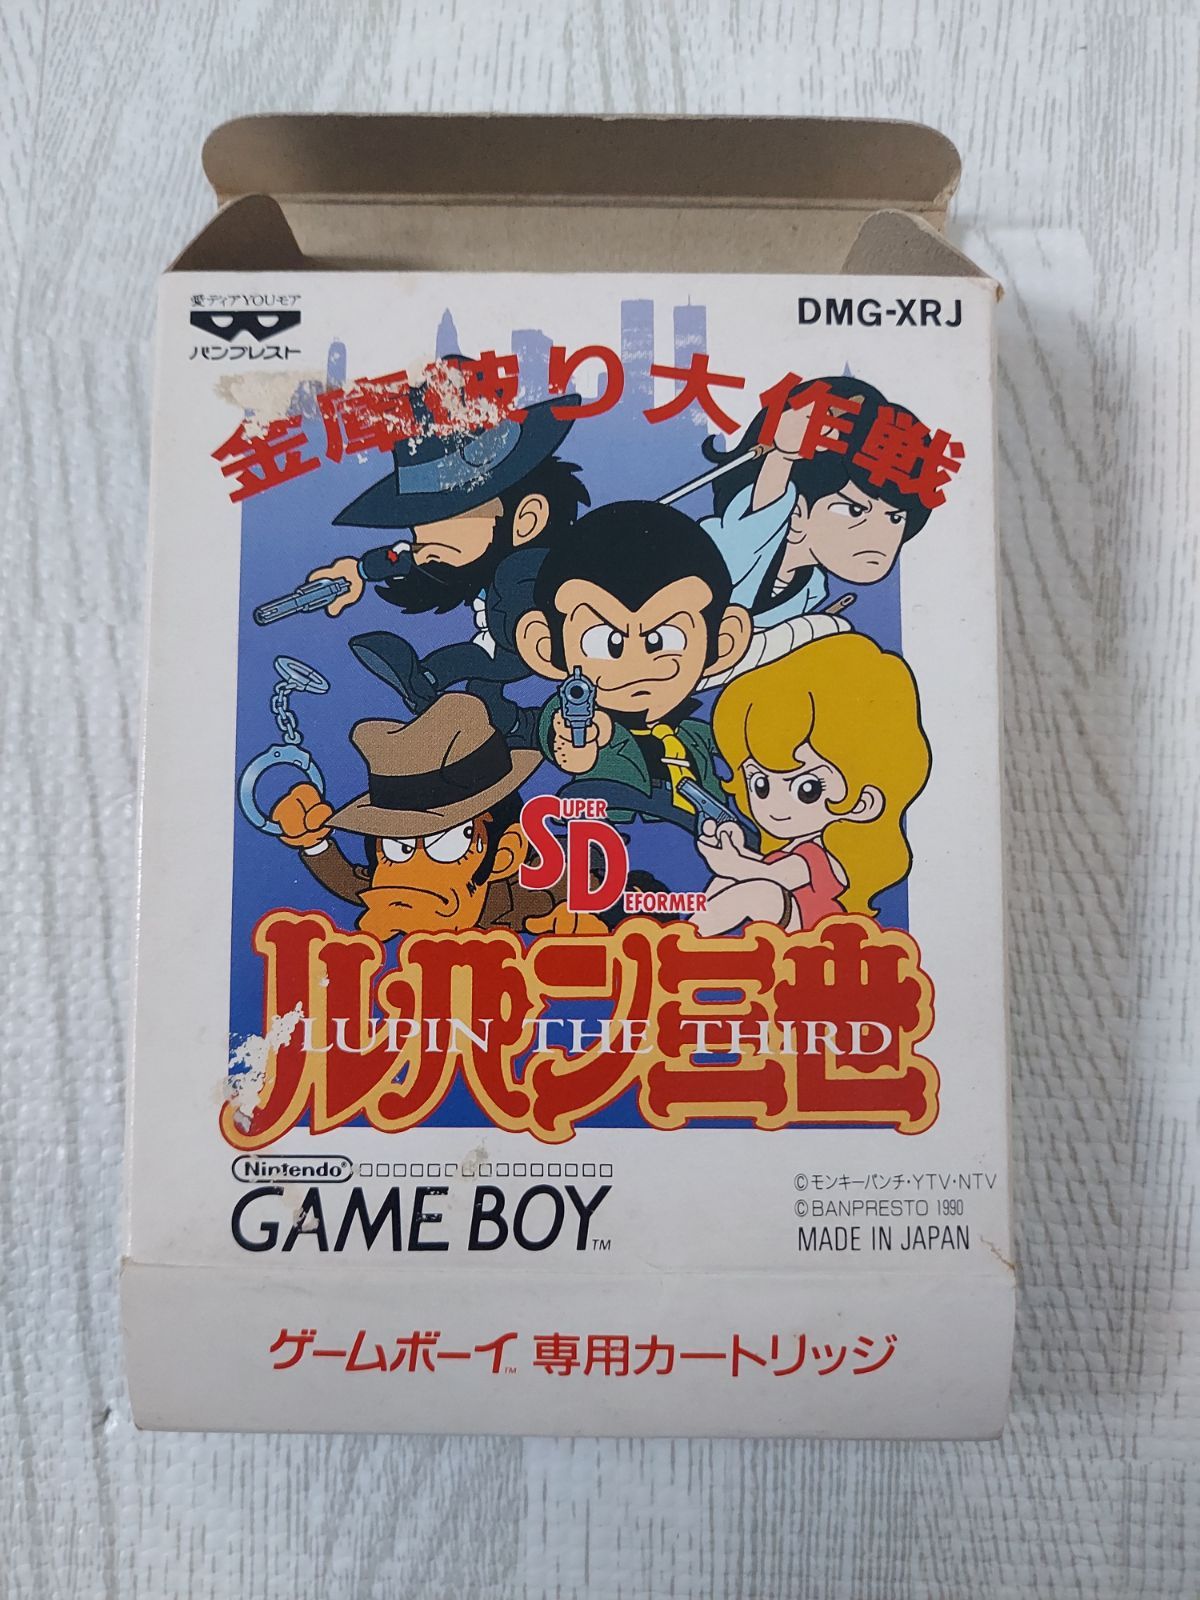 愛ディアYOUモア
バンプレスト
DMG-XRJ
金庫破り大作戦
SUPER
DEFORMER
ルパン三世
LUPIN THE THIRD
Nintendo®
GAME BOY™
©モンキーパンチ・YTV・NTV
©BANPRESTO 1990
MADE IN JAPAN
ゲームボーイ™専用カートリッジ